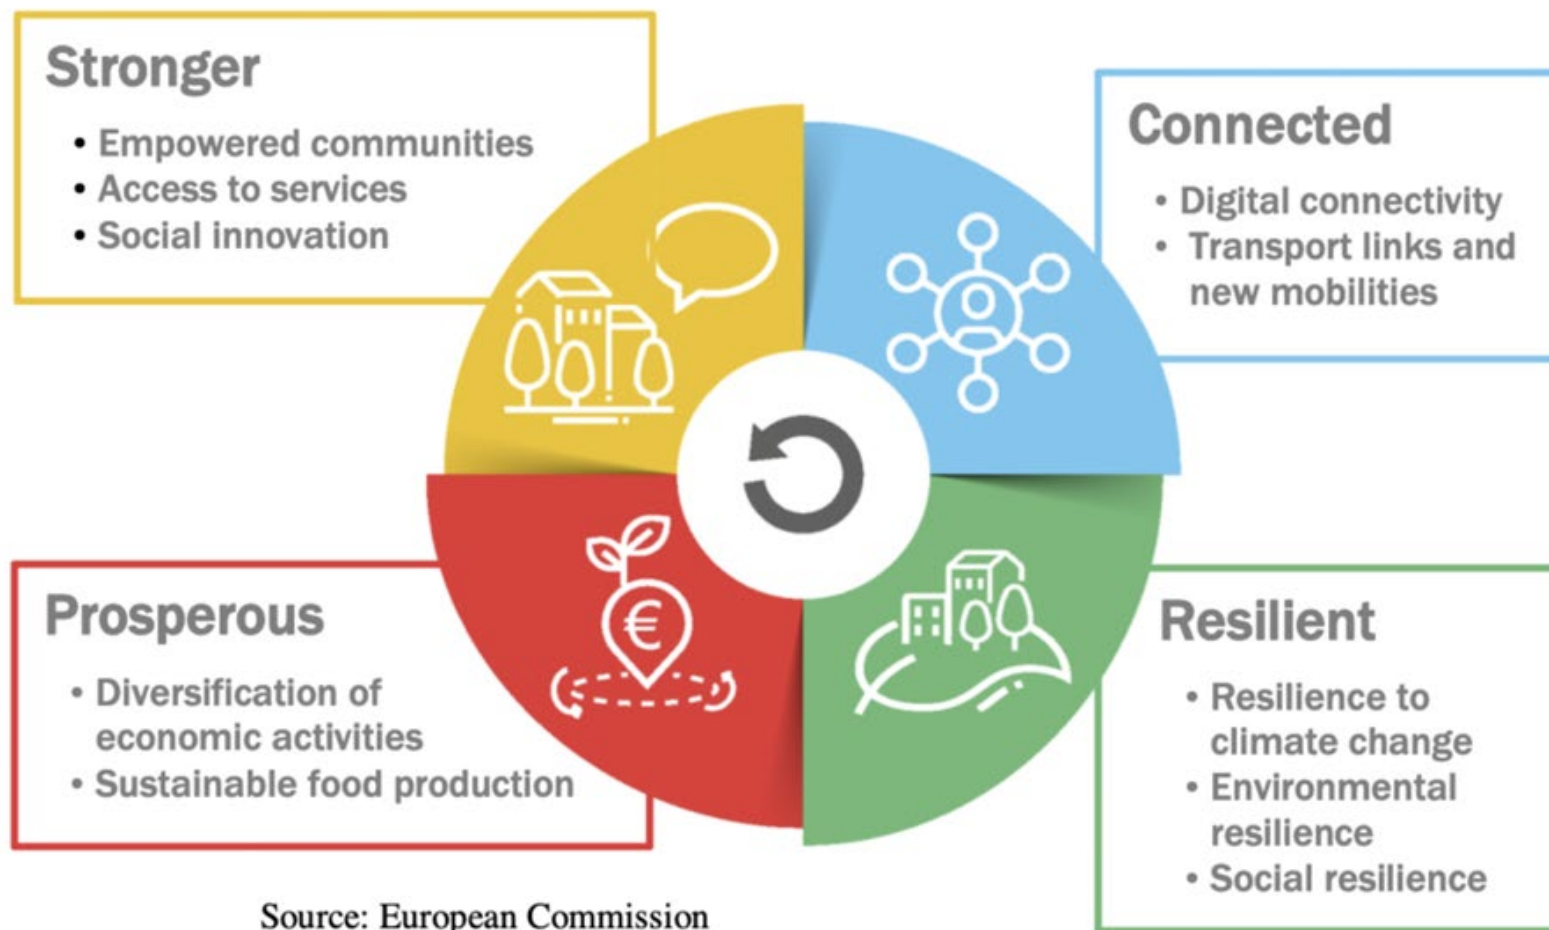 Stronger
• Empowered communities
• Access to services
• Social innovation
Connected
• Digital connectivity
• Transport links and
new mobilities
Prosperous
• Diversification of
economic activities
• Sustainable food production
€
Resilient
• Resilience to
climate change
• Environmental
resilience
• Social resilience
Source: European Commission